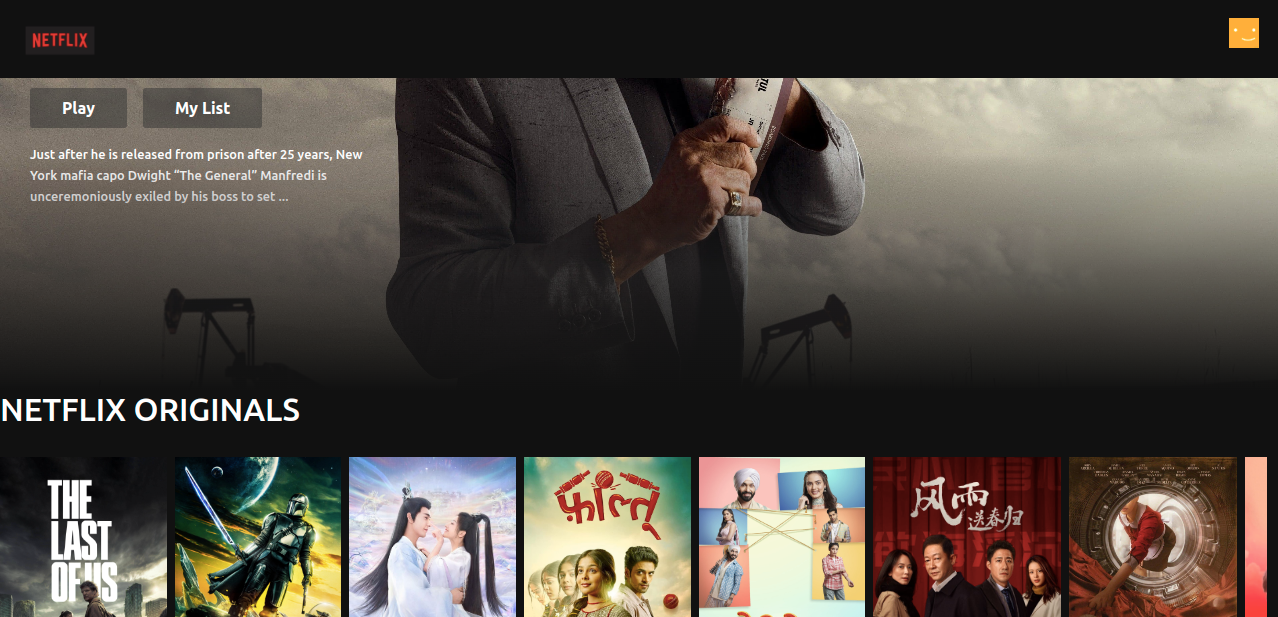 NETFLIX
Play
My List
Just after he is released from prison after 25 years, New
York mafia capo Dwight “The General” Manfredi is
unceremoniously exiled by his boss to set ...
NETFLIX ORIGINALS
THE
LAST
OF US
ফালতু
风雨
送春归